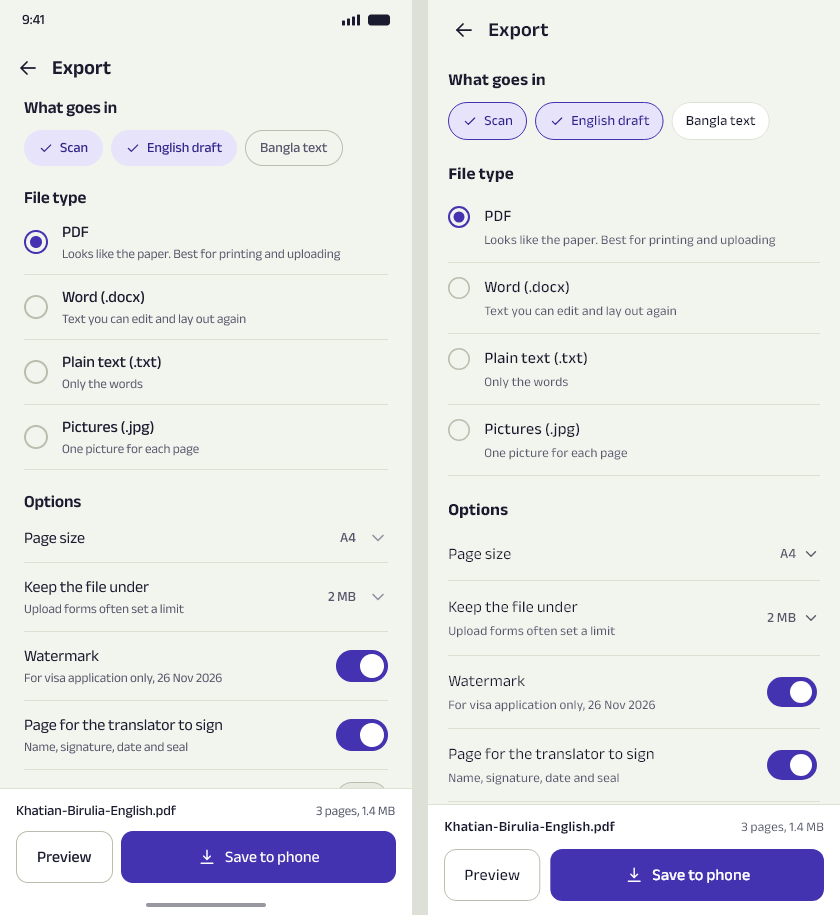 9:41
Export
What goes in
Scan
English draft
Bangla text
File type
PDF
Looks like the paper. Best for printing and uploading
Word (.docx)
Text you can edit and lay out again
Plain text (.txt)
Only the words
Pictures (.jpg)
One picture for each page
Options
Page size
A4
Keep the file under
Upload forms often set a limit
2 MB
Watermark
For visa application only, 26 Nov 2026
Page for the translator to sign
Name, signature, date and seal
Khatian-Birulia-English.pdf
3 pages, 1.4 MB
Preview
Save to phone
Export
What goes in
Scan
English draft
Bangla text
File type
PDF
Looks like the paper. Best for printing and uploading
Word (.docx)
Text you can edit and lay out again
Plain text (.txt)
Only the words
Pictures (.jpg)
One picture for each page
Options
Page size
A4
Keep the file under
Upload forms often set a limit
2 MB
Watermark
For visa application only, 26 Nov 2026
Page for the translator to sign
Name, signature, date and seal
Khatian-Birulia-English.pdf
3 pages, 1.4 MB
Preview
Save to phone